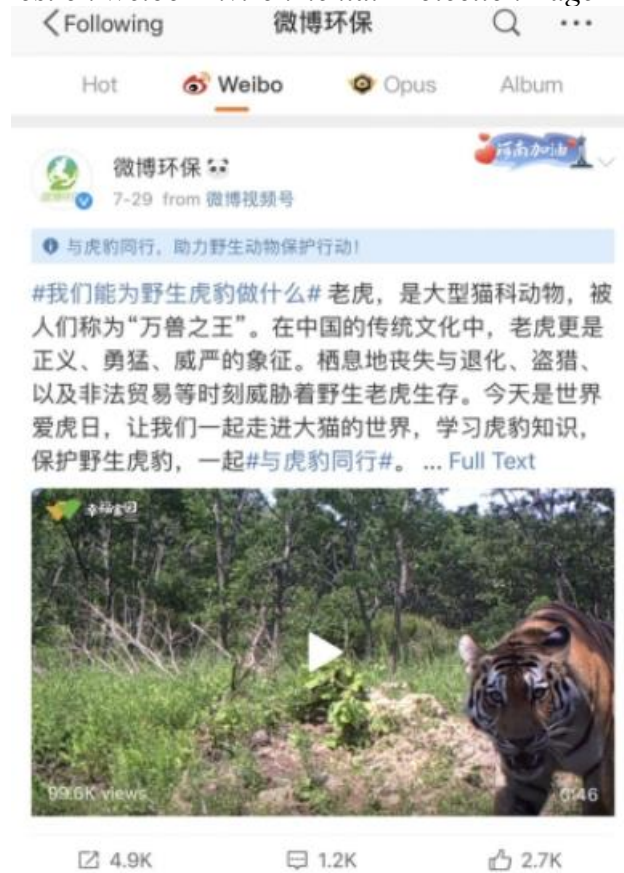 Following 微博环保
Hot Weibo Opus Album
河南加油
微博环保
7-29 from 微博视频号
与虎豹同行，助力野生动物保护行动！
#我们能为野生虎豹做什么# 老虎，是大型猫科动物，被
人们称为“万兽之王”。在中国的传统文化中，老虎更是
正义、勇猛、威严的象征。栖息地丧失与退化、盗猎、
以及非法贸易等时刻威胁着野生老虎生存。今天是世界
爱虎日，让我们一起走进大猫的世界，学习虎豹知识，
保护野生虎豹，一起#与虎豹同行#。 ... Full Text
幸福家园
99.6K views
0:46
4.9K 1.2K 2.7K